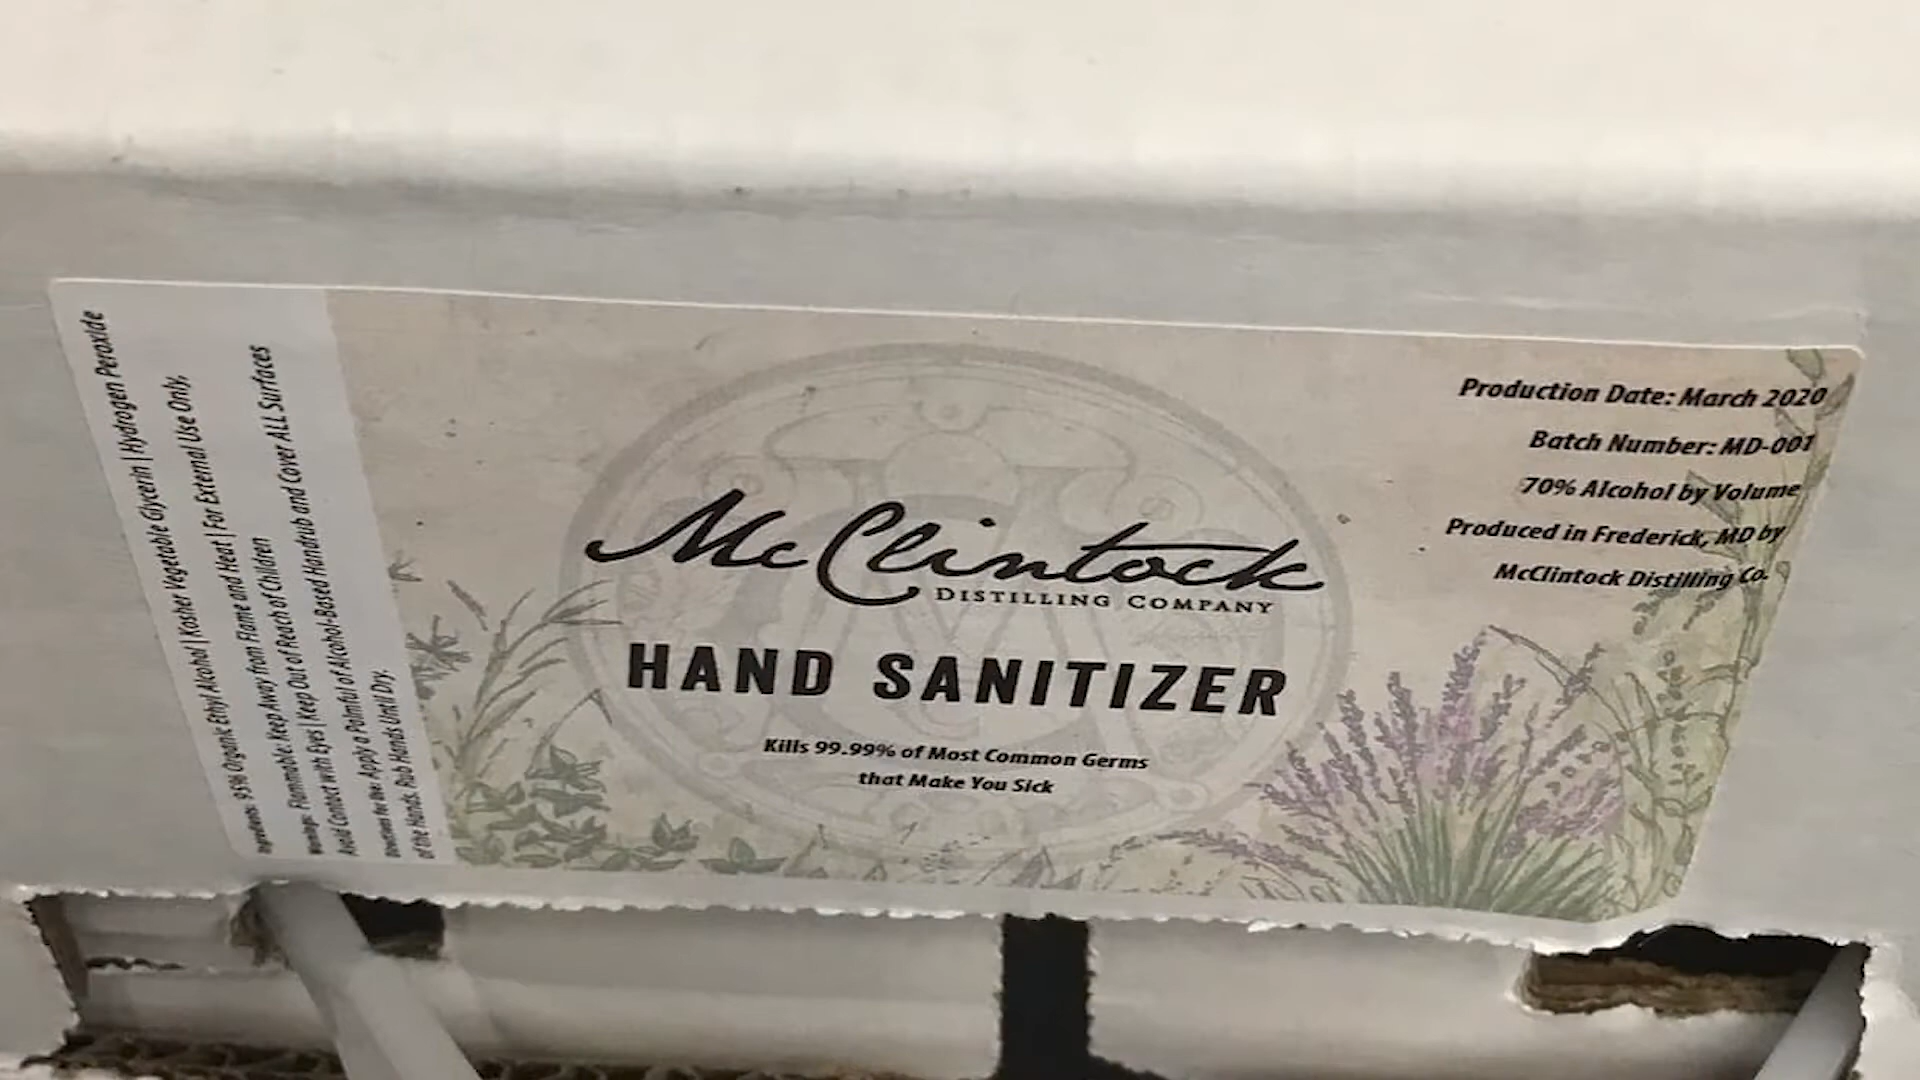 McClintock
DISTILLING COMPANY
HAND SANITIZER
Kills 99.99% of Most Common Germs
that Make You Sick
Production Date: March 2020
Batch Number: MD-001
70% Alcohol by Volume
Produced in Frederick, MD by
McClintock Distilling Co.
Ingredients: 95% Organic Ethyl Alcohol | Kosher Vegetable Glycerin | Hydrogen Peroxide
Warnings: Flammable: Keep Away from Flame and Heat | For External Use Only,
Avoid Contact with Eyes | Keep Out of Reach of Children
Directions for Use: Apply a Palmful of Alcohol-Based Handrub and Cover ALL Surfaces
of the Hands. Rub Hands Until Dry.